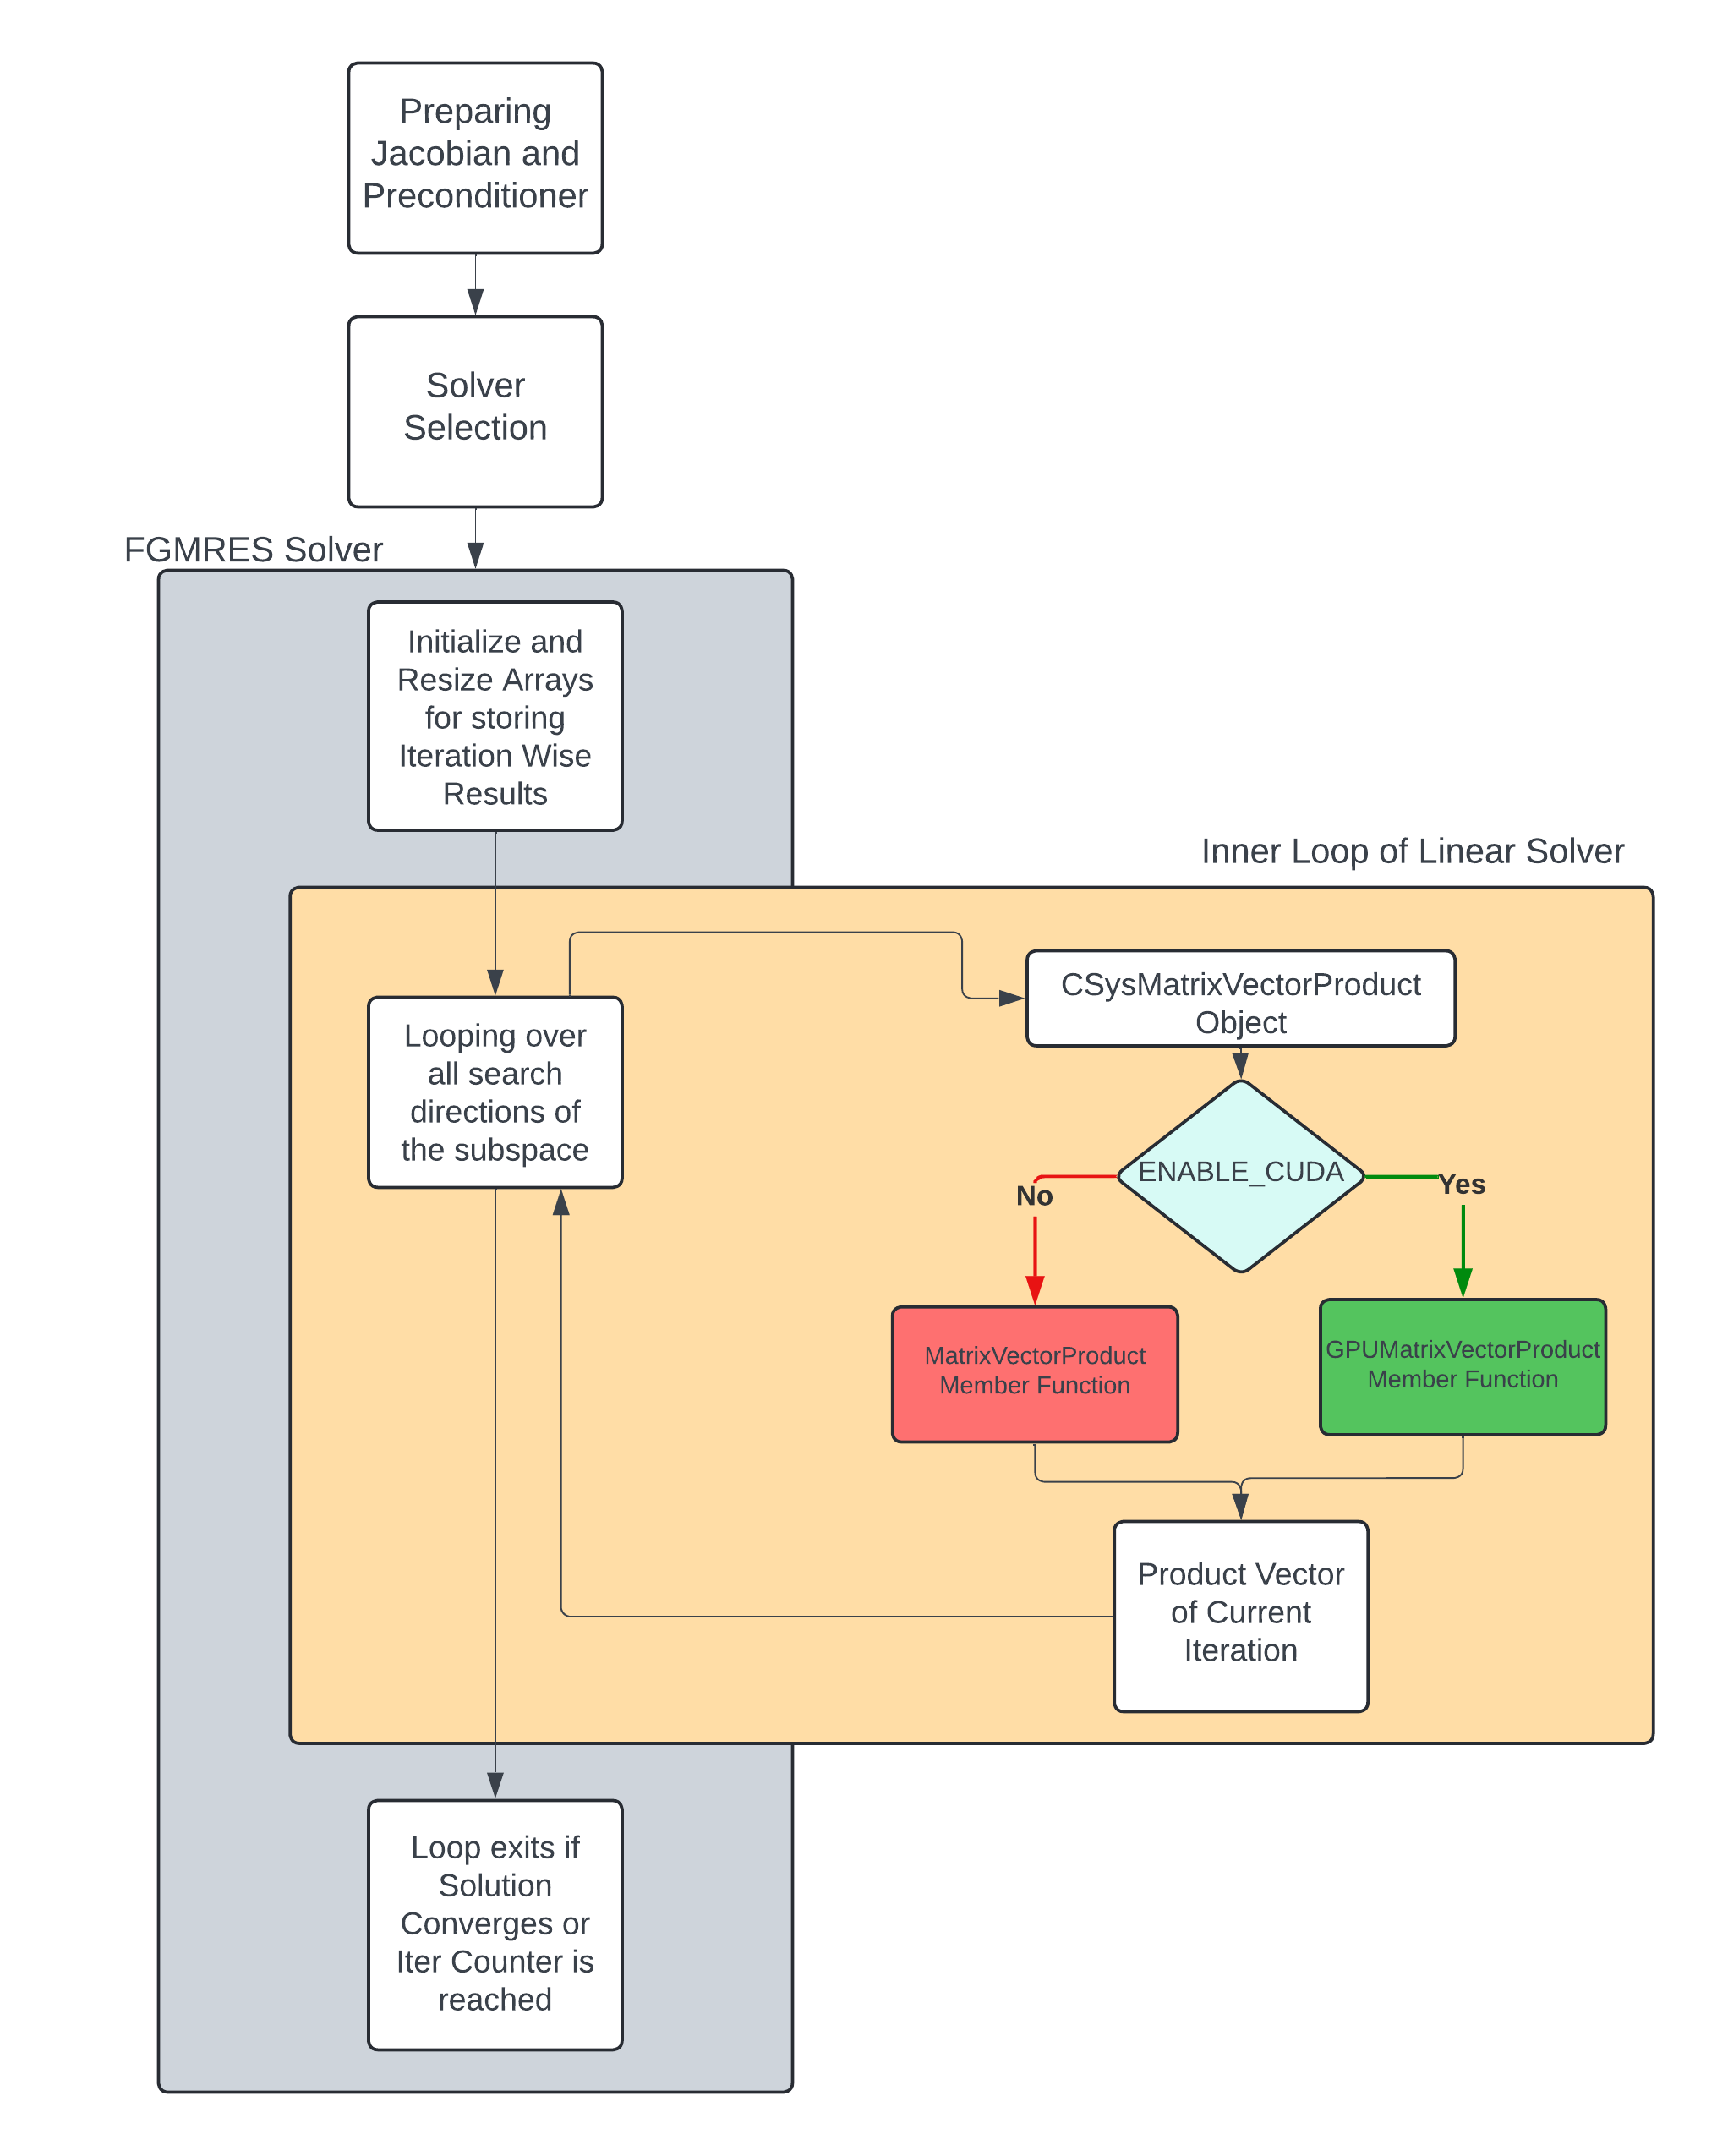 Preparing
Jacobian and
Preconditioner
Solver
Selection
FGMRES Solver
Initialize and
Resize Arrays
for storing
Iteration Wise
Results
Inner Loop of Linear Solver
Looping over
all search
directions of
the subspace
CSysMatrixVectorProduct
Object
ENABLE_CUDA
No
Yes
MatrixVectorProduct
Member Function
GPUMatrixVectorProduct
Member Function
Product Vector
of Current
Iteration
Loop exits if
Solution
Converges or
Iter Counter is
reached